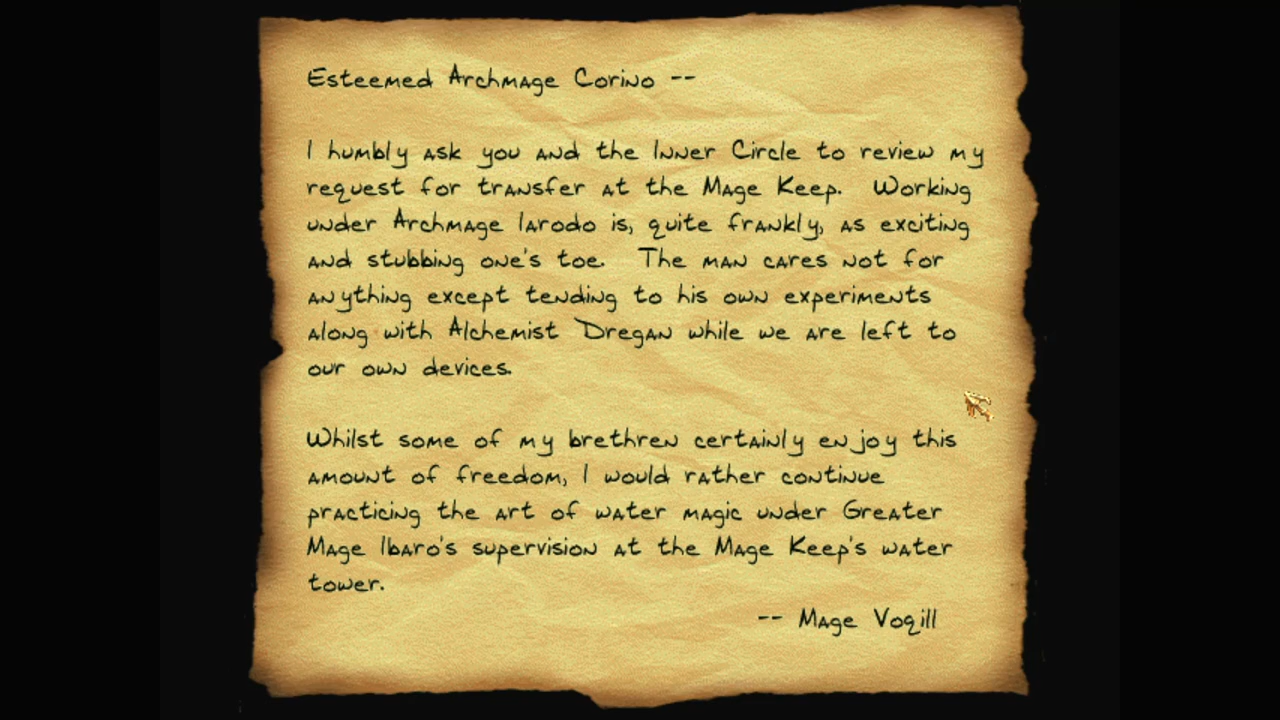 Esteemed Archmage Corino --
I humbly ask you and the Inner Circle to review my
request for transfer at the Mage Keep.  Working
under Archmage Iarodo is, quite frankly, as exciting
and stubbing one's toe.  The man cares not for
anything except tending to his own experiments
along with Alchemist Dregan while we are left to
our own devices.
Whilst some of my brethren certainly enjoy this
amount of freedom, I would rather continue
practicing the art of water magic under Greater
Mage Ibaro's supervision at the Mage Keep's water
tower.
-- Mage Voqill